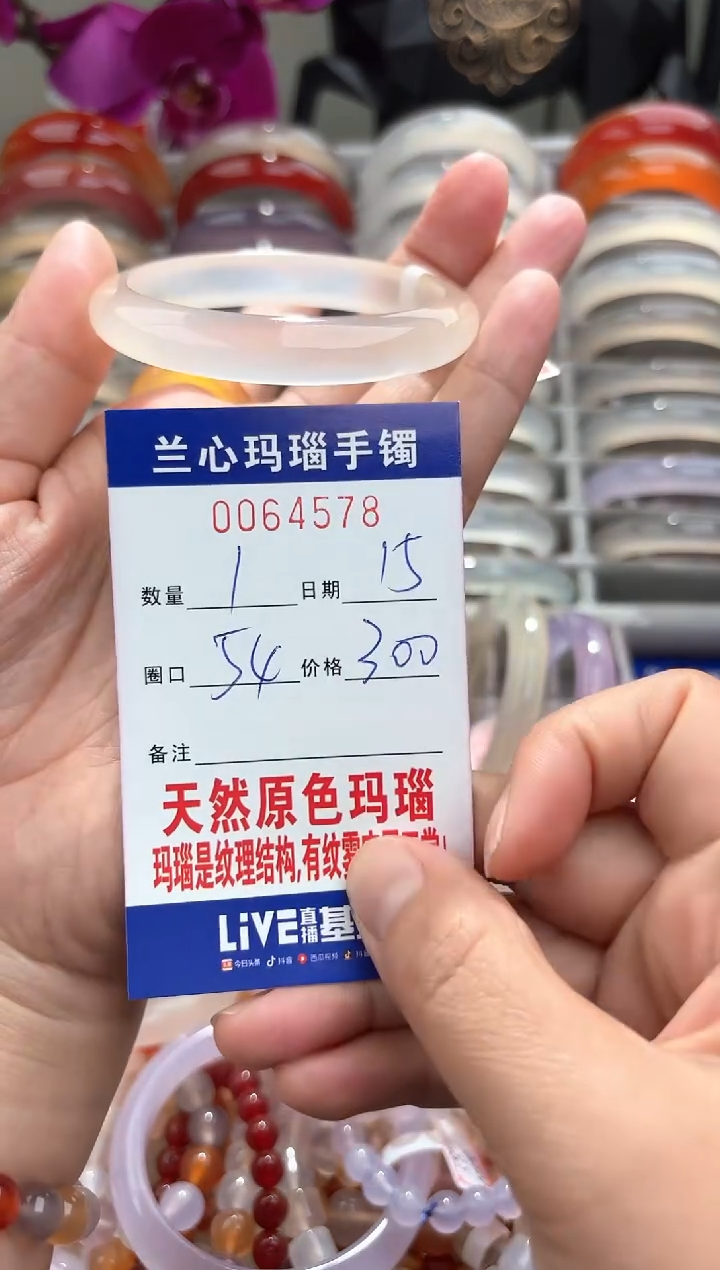 兰心玛瑙手镯
0064578
数量 1 日期 15
圈口 54 价格 300
备注
天然原色玛瑙
玛瑙是纹理结构,有纹
LiVE直播基
今日头条 抖音 西瓜视频